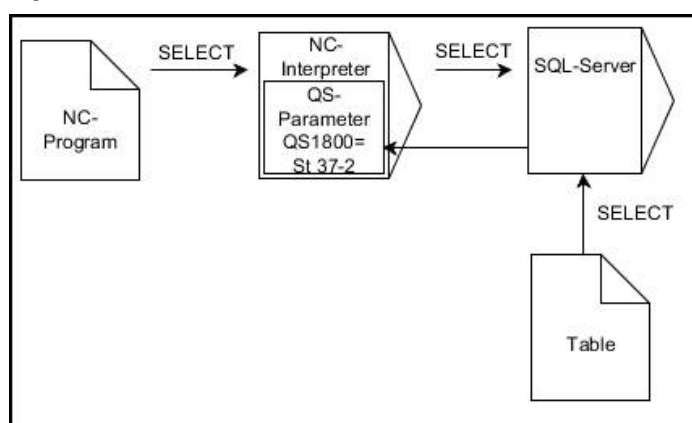 NC-
Program
SELECT
NC-
Interpreter
QS-
Parameter
QS1800=
St 37-2
SELECT
SQL-Server
SELECT
Table